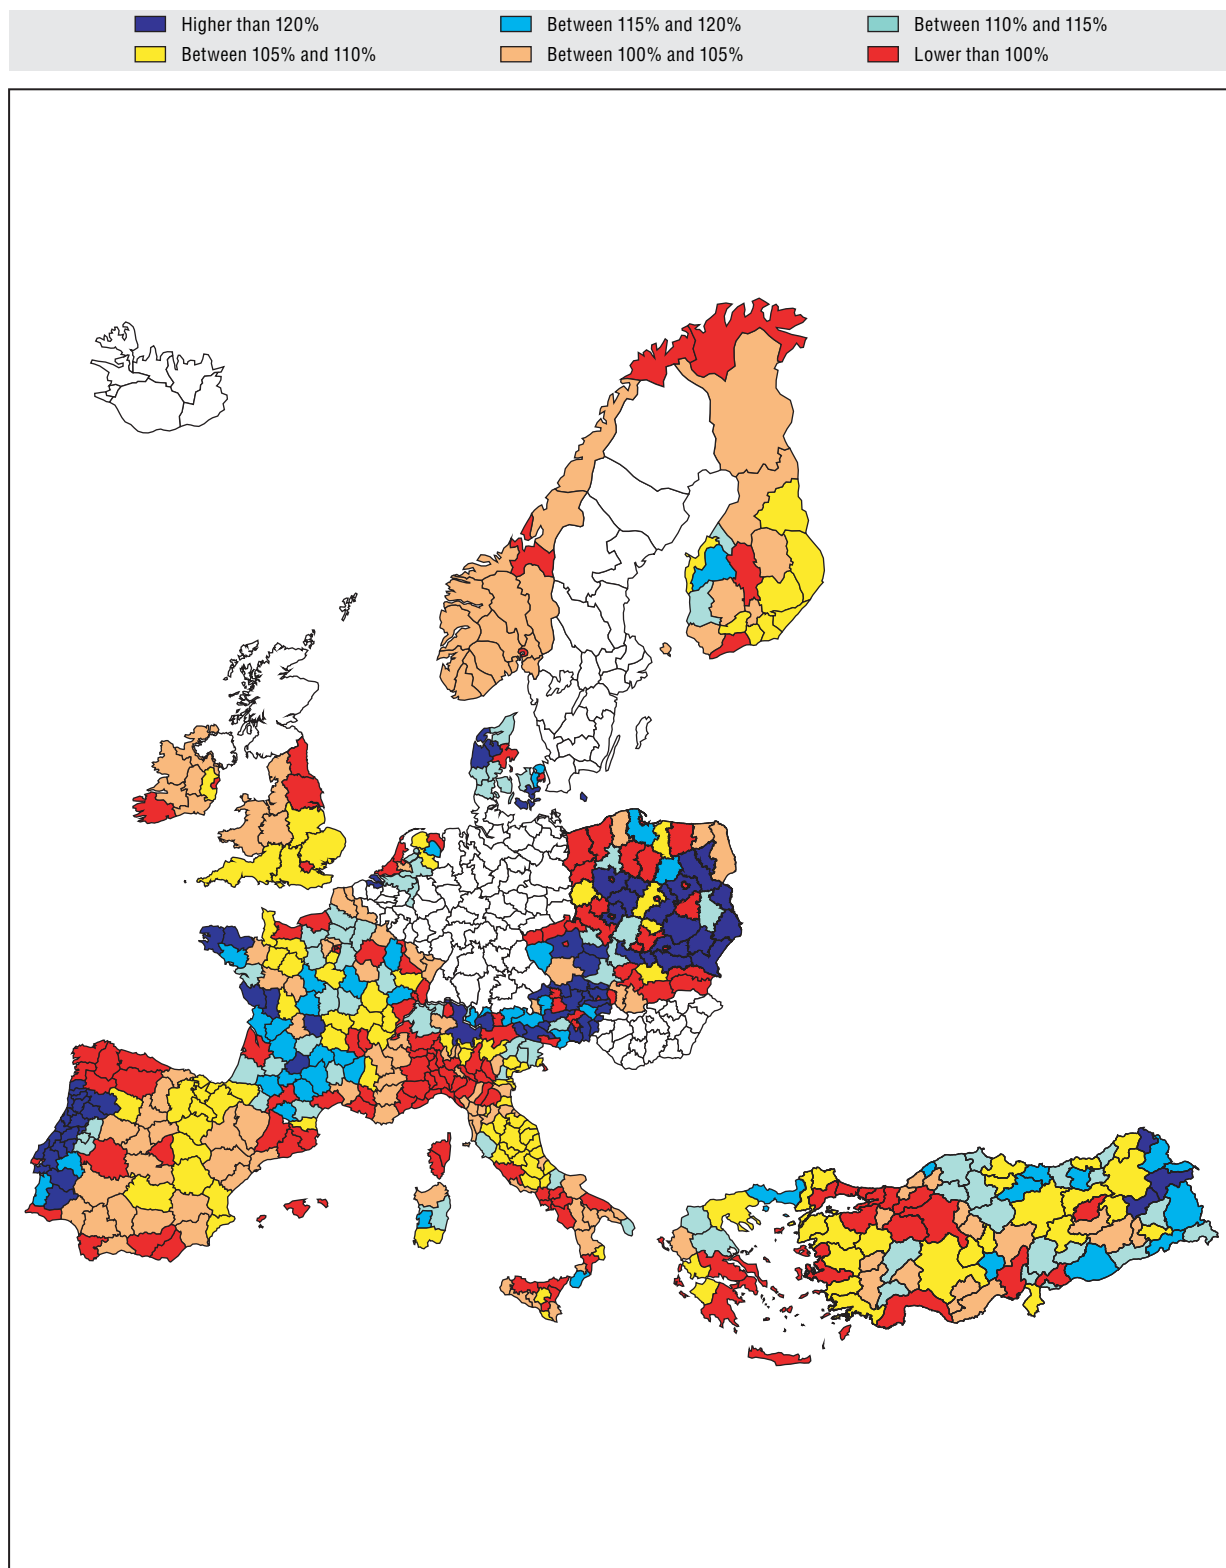 Higher than 120% Between 115% and 120% Between 110% and 115%
Between 105% and 110% Between 100% and 105% Lower than 100%